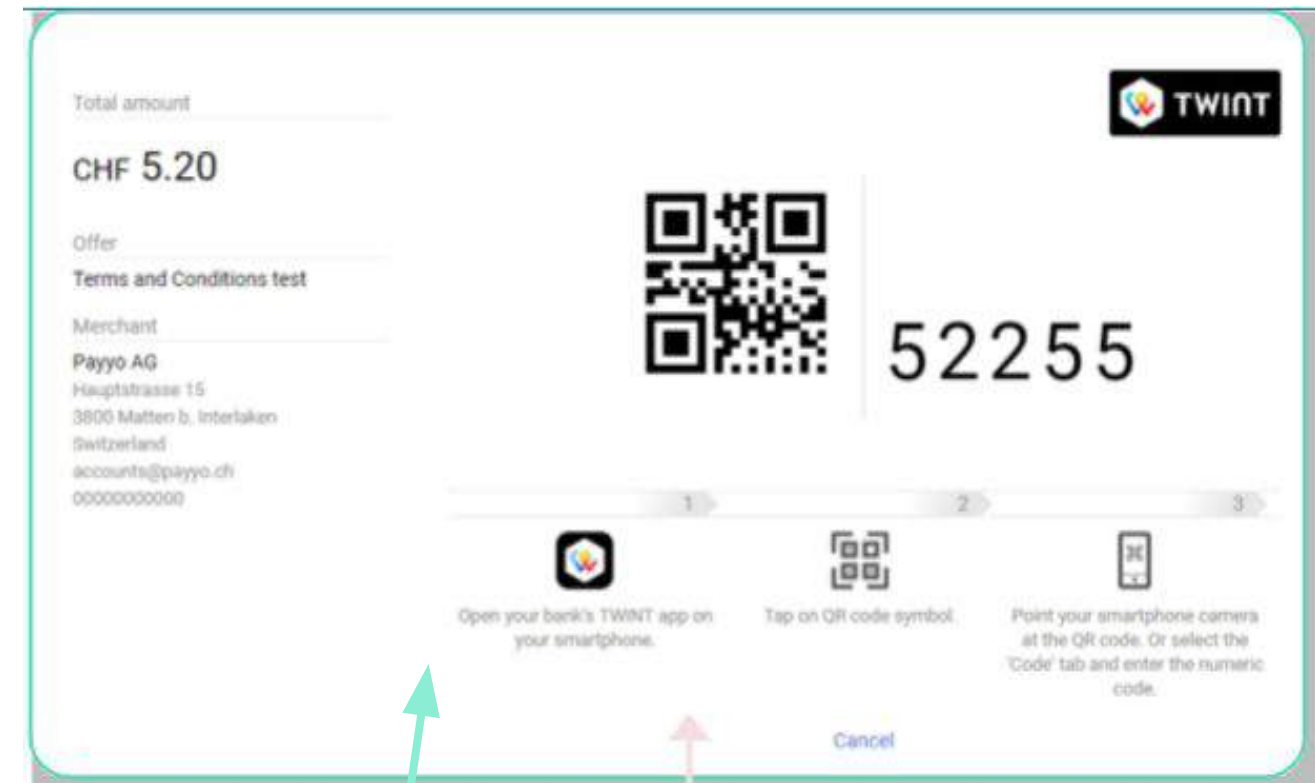 Total amount
CHF 5.20
Offer
Terms and Conditions test
Merchant
Payyo AG
Hauptstrasse 15
3800 Matten b. Interlaken
Switzerland
accounts@payyo.ch
00000000000
TWINT
52255
1
2
3
Open your bank's TWINT app on
your smartphone.
Tap on QR code symbol.
Point your smartphone camera
at the QR code. Or select the
'Code' tab and enter the numeric
code.
Cancel